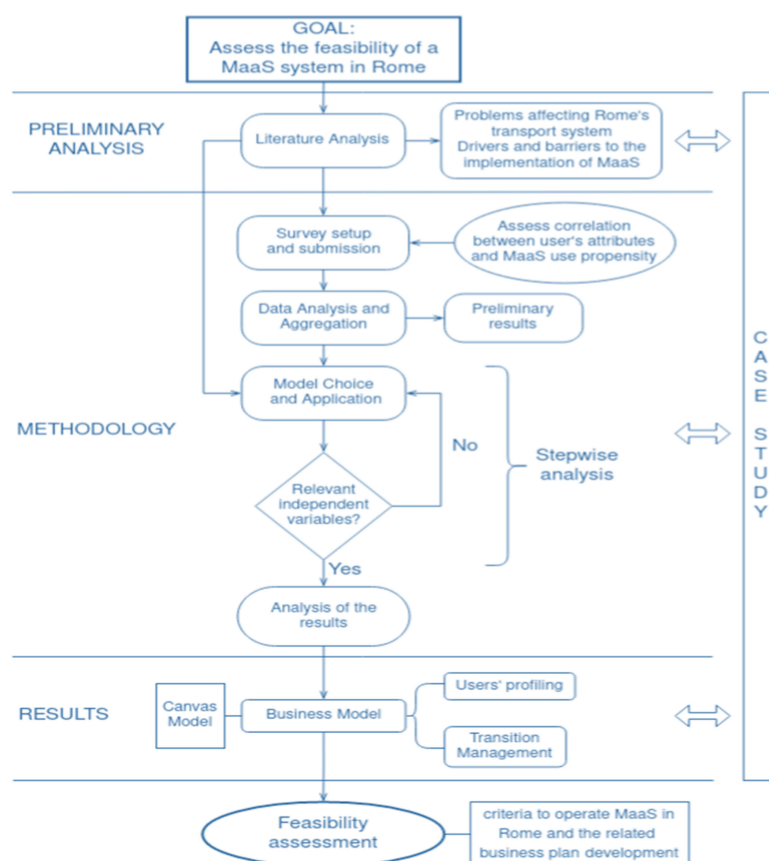 GOAL:
Assess the feasibility of a
MaaS system in Rome
PRELIMINARY
ANALYSIS
Literature Analysis
Problems affecting Rome's
transport system
Drivers and barriers to the
implementation of MaaS
Survey setup
and submission
Assess correlation
between user's attributes
and MaaS use propensity
Data Analysis and
Aggregation
Preliminary
results
Model Choice
and Application
METHODOLOGY
No
Stepwise
analysis
Relevant
independent
variables?
Yes
Analysis of the
results
CASE STUDY
RESULTS
Canvas
Model
Business Model
Users' profiling
Transition
Management
Feasibility
assessment
criteria to operate MaaS in
Rome and the related
business plan development